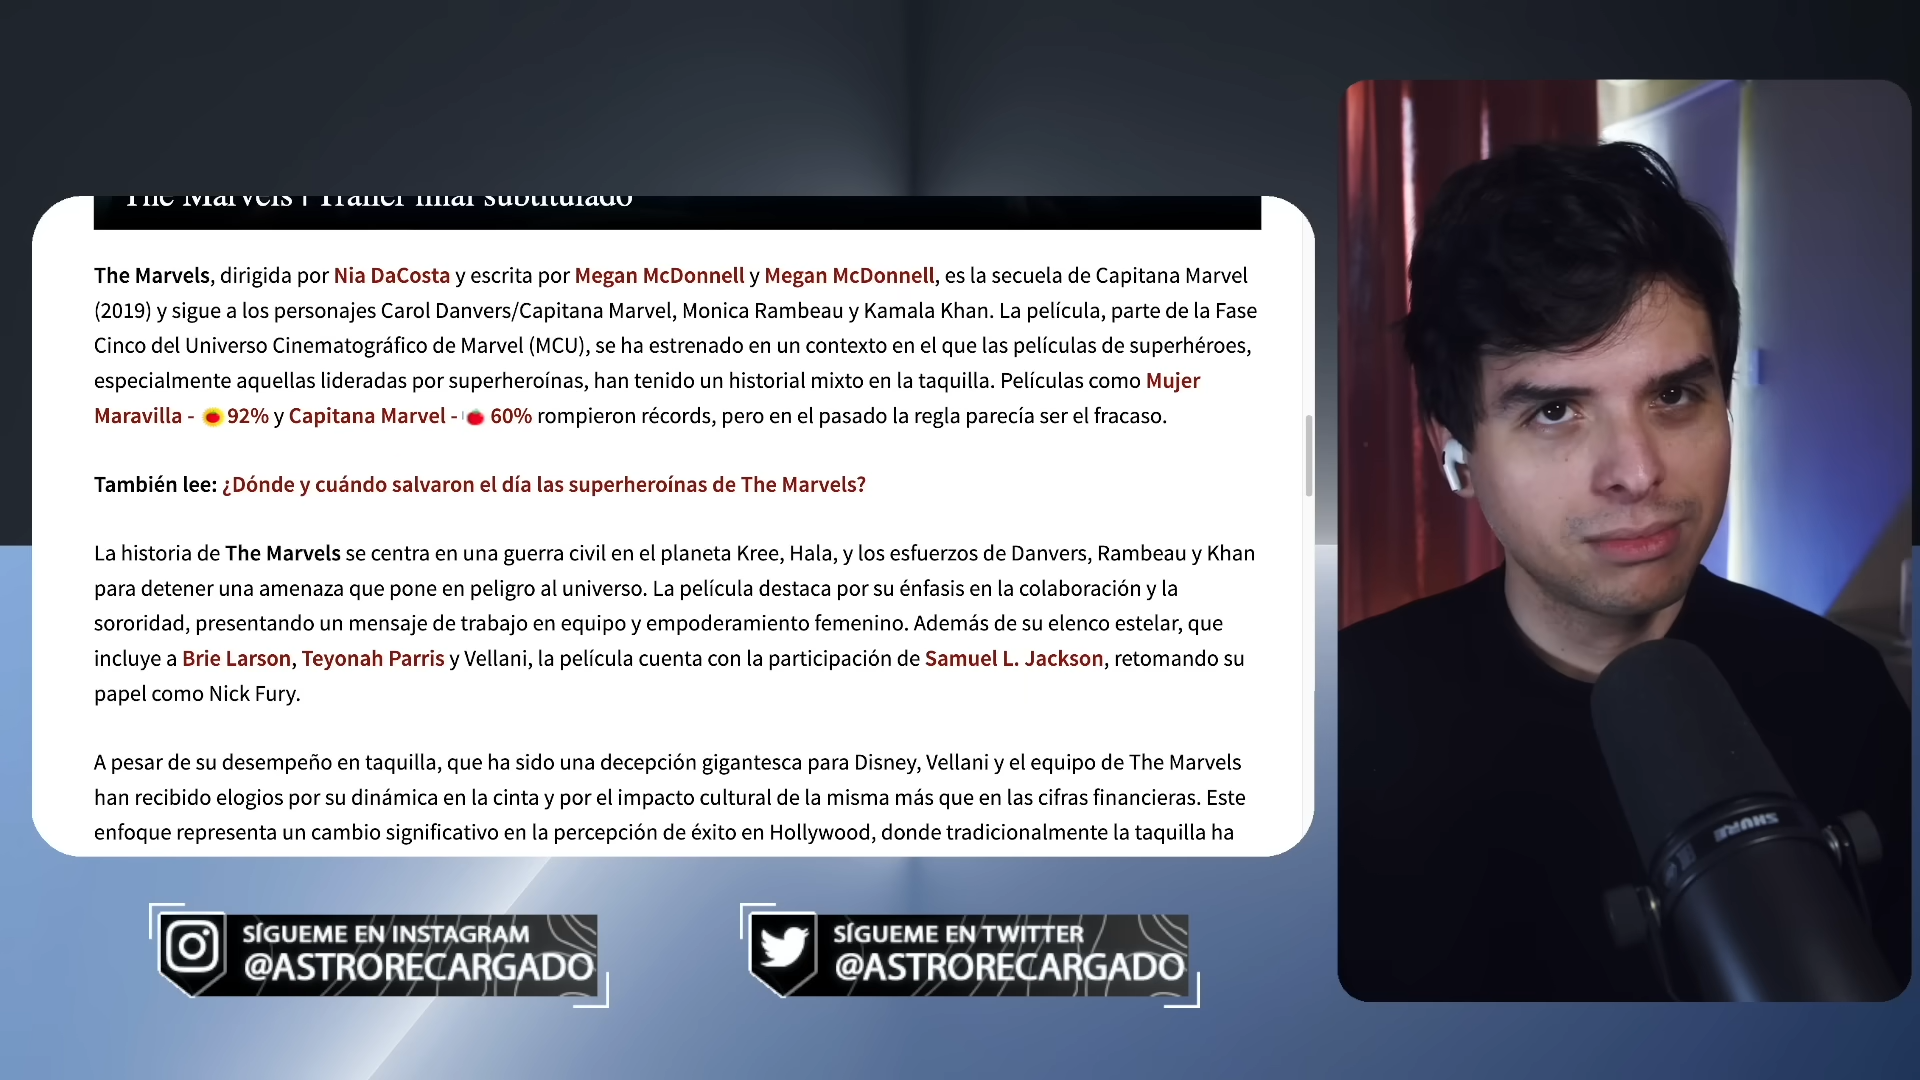 The Marvels | Tráiler final subtitulado
The Marvels, dirigida por Nia DaCosta y escrita por Megan McDonnell y Megan McDonnell, es la secuela de Capitana Marvel
(2019) y sigue a los personajes Carol Danvers/Capitana Marvel, Monica Rambeau y Kamala Khan. La película, parte de la Fase
Cinco del Universo Cinematográfico de Marvel (MCU), se ha estrenado en un contexto en el que las películas de superhéroes,
especialmente aquellas lideradas por superheroínas, han tenido un historial mixto en la taquilla. Películas como Mujer
Maravilla - 92% y Capitana Marvel - 60% rompieron récords, pero en el pasado la regla parecía ser el fracaso.
También lee: ¿Dónde y cuándo salvaron el día las superheroínas de The Marvels?
La historia de The Marvels se centra en una guerra civil en el planeta Kree, Hala, y los esfuerzos de Danvers, Rambeau y Khan
para detener una amenaza que pone en peligro al universo. La película destaca por su énfasis en la colaboración y la
sororidad, presentando un mensaje de trabajo en equipo y empoderamiento femenino. Además de su elenco estelar, que
incluye a Brie Larson, Teyonah Parris y Vellani, la película cuenta con la participación de Samuel L. Jackson, retomando su
papel como Nick Fury.
A pesar de su desempeño en taquilla, que ha sido una decepción gigantesca para Disney, Vellani y el equipo de The Marvels
han recibido elogios por su dinámica en la cinta y por el impacto cultural de la misma más que en las cifras financieras. Este
enfoque representa un cambio significativo en la percepción de éxito en Hollywood, donde tradicionalmente la taquilla ha
SHURE
SÍGUEME EN INSTAGRAM
@ASTRORECARGADO
SÍGUEME EN TWITTER
@ASTRORECARGADO